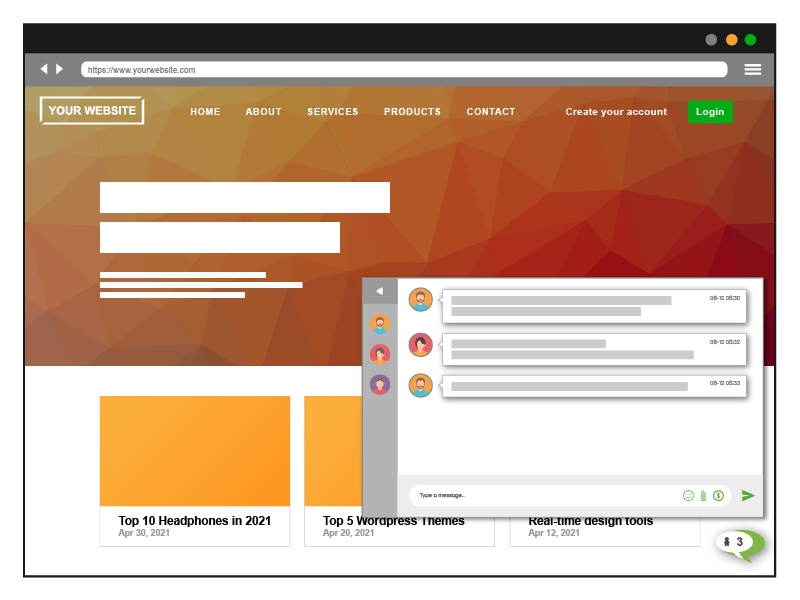 https://www.yourwebsite.com
YOUR WEBSITE
HOME ABOUT SERVICES PRODUCTS CONTACT Create your account Login
08-12 08:30
08-12 08:32
08-12 08:33
Type a message...
Top 10 Headphones in 2021
Apr 30, 2021
Top 5 Wordpress Themes
Apr 20, 2021
Real-time design tools
Apr 12, 2021
3